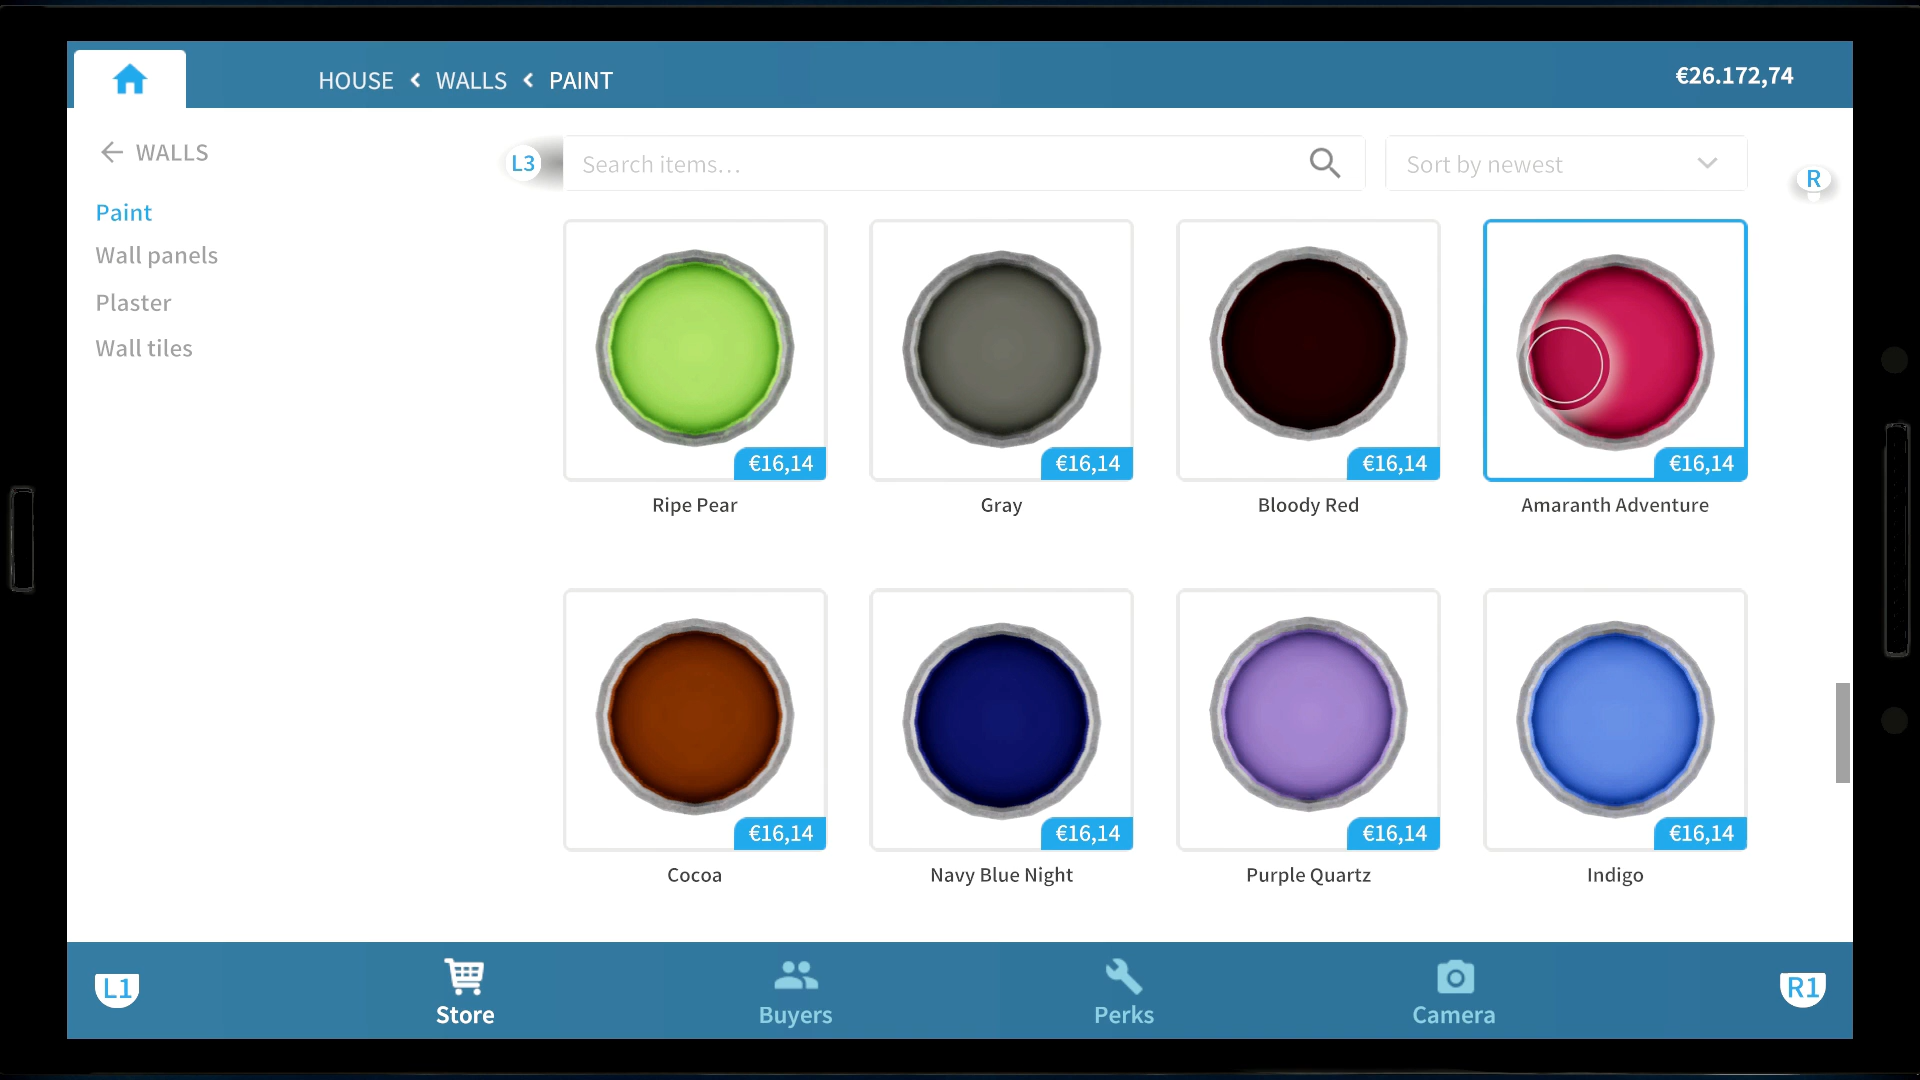 HOUSE < WALLS < PAINT
€26.172,74
WALLS
L3
Search items...
Sort by newest
R
Paint
Wall panels
Plaster
Wall tiles
€16,14
€16,14
€16,14
€16,14
Ripe Pear
Gray
Bloody Red
Amaranth Adventure
€16,14
€16,14
€16,14
€16,14
Cocoa
Navy Blue Night
Purple Quartz
Indigo
L1
Store
Buyers
Perks
Camera
R1